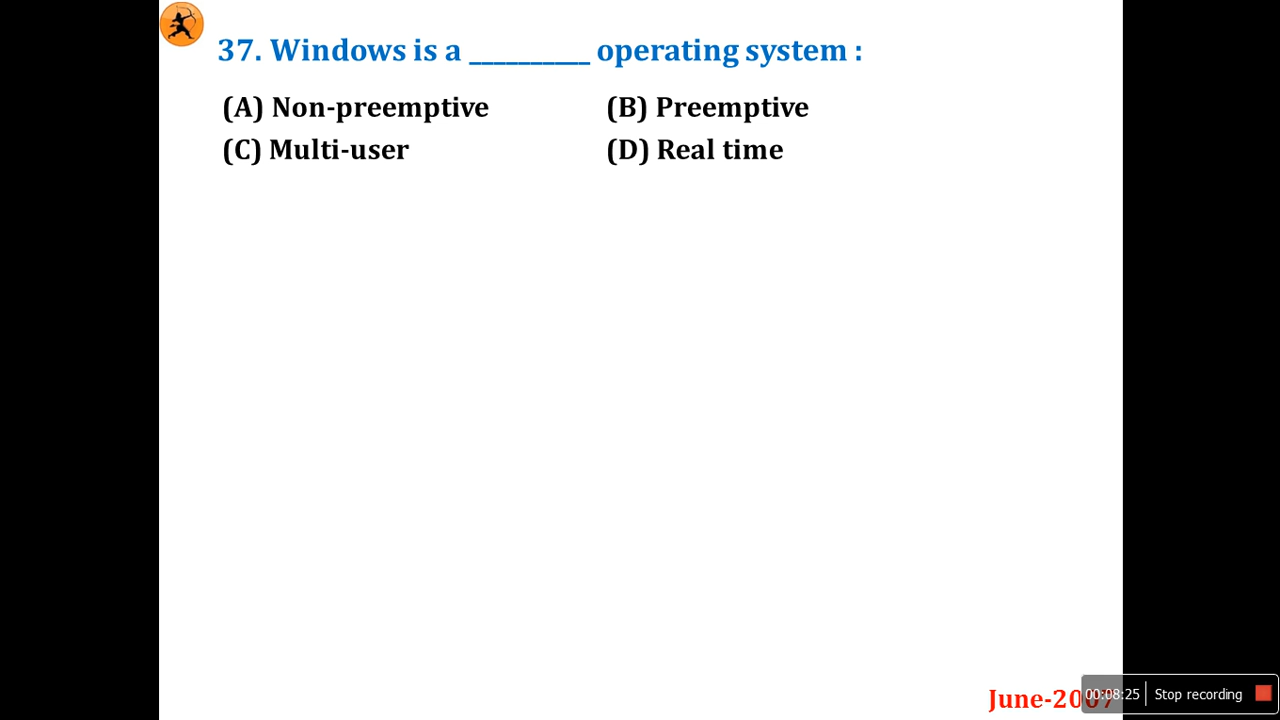 37. Windows is a __________ operating system :
(A) Non-preemptive (B) Preemptive
(C) Multi-user (D) Real time
June-2007
00:08:25 Stop recording